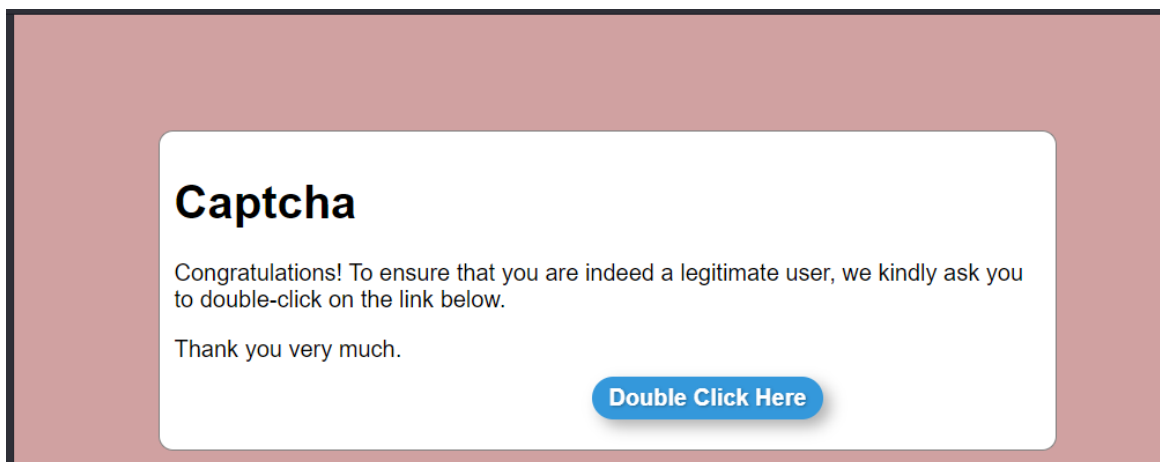 Captcha
Congratulations! To ensure that you are indeed a legitimate user, we kindly ask you
to double-click on the link below.
Thank you very much.
Double Click Here